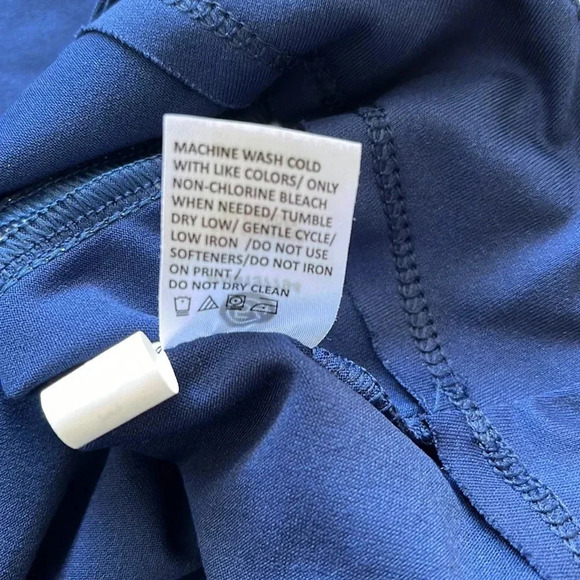 MACHINE WASH COLD
WITH LIKE COLORS/ ONLY
NON-CHLORINE BLEACH
WHEN NEEDED/ TUMBLE
DRY LOW/ GENTLE CYCLE/
LOW IRON /DO NOT USE
SOFTENERS/DO NOT IRON
ON PRINT/
DO NOT DRY CLEAN